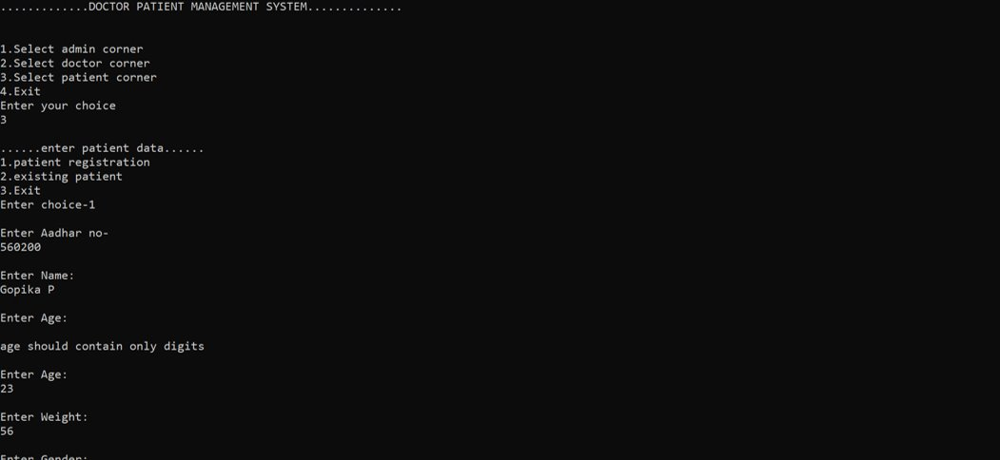 .............DOCTOR PATIENT MANAGEMENT SYSTEM..............
1.Select admin corner
2.Select doctor corner
3.Select patient corner
4.Exit
Enter your choice
3
......enter patient data......
1.patient registration
2.existing patient
3.Exit
Enter choice-1
Enter Aadhar no-
560200
Enter Name:
Gopika P
Enter Age:
age should contain only digits
Enter Age:
23
Enter Weight:
56
Enter Gender: